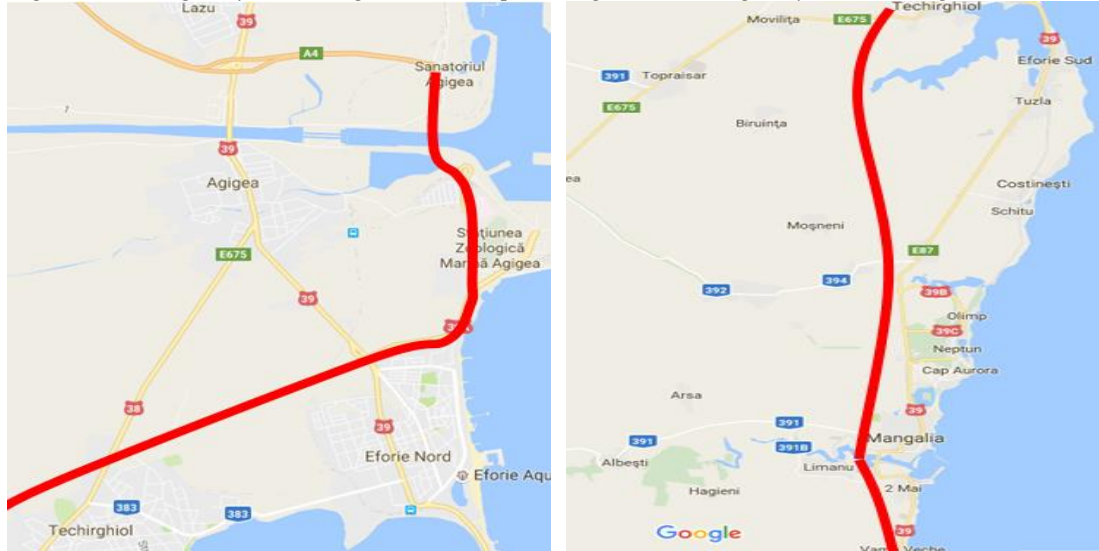 Lazu
39
A4
Sanatoriul
Agigea
39
Agigea
E675
Stațiunea
Zoologică
Marină Agigea
39
38
39
Eforie Nord
Eforie Aqu
383
383
Techirghiol
Techirghiol
Movilița
E675
39
Eforie Sud
391
Topraisar
E675
Tuzla
Biruința
ea
Costinești
Schitu
Moșneni
E87
394
392
39B
Olimp
39C
Neptun
Cap Aurora
Arsa
39
391
Mangalia
391
391B
Albești
Limanu
Hagieni
2 Mai
Google
39
Vama Veche